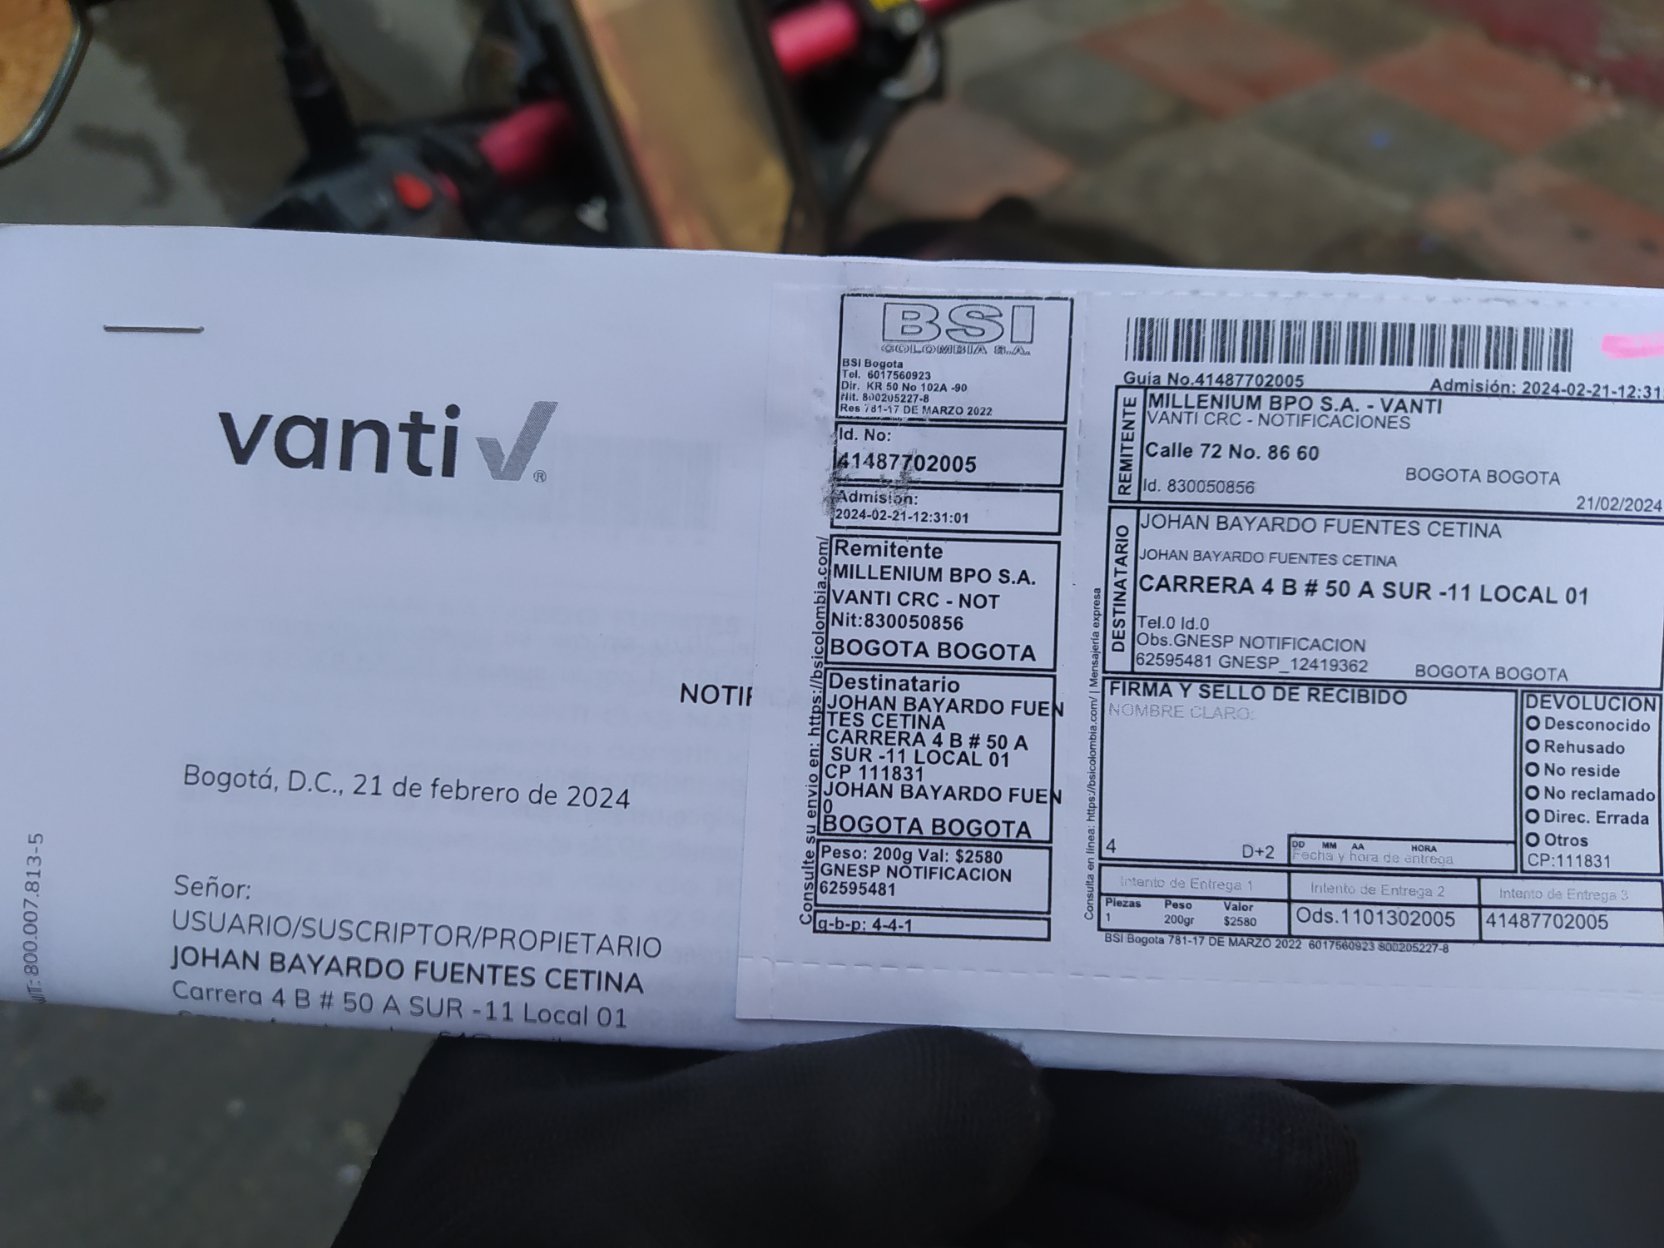 vanti ®
NOTIF
Bogotá, D.C., 21 de febrero de 2024
Señor:
USUARIO/SUSCRIPTOR/PROPIETARIO
JOHAN BAYARDO FUENTES CETINA
Carrera 4 B # 50 A SUR -11 Local 01
NIT: 800.007.813-5
BSI
COLOMBIA S.A.
BSI Bogota
Tel. 6017560923
Dir. KR 50 No 102A -90
Nit. 800205227-8
Res 781-17 DE MARZO 2022
Id. No:
41487702005
Admision:
2024-02-21-12:31:01
Remitente
MILLENIUM BPO S.A.
VANTI CRC - NOT
Nit:830050856
BOGOTA BOGOTA
Destinatario
JOHAN BAYARDO FUEN
TES CETINA
CARRERA 4 B # 50 A
SUR -11 LOCAL 01
CP 111831
JOHAN BAYARDO FUEN
0
BOGOTA BOGOTA
Peso: 200g Val: $2580
GNESP NOTIFICACION
62595481
g-b-p: 4-4-1
Consulte su envio en: https://bsicolombia.com/
Guia No.41487702005 Admisión: 2024-02-21-12:31
REMITENTE
MILLENIUM BPO S.A. - VANTI
VANTI CRC - NOTIFICACIONES
Calle 72 No. 86 60
BOGOTA BOGOTA
Id. 830050856
21/02/2024
DESTINATARIO
JOHAN BAYARDO FUENTES CETINA
JOHAN BAYARDO FUENTES CETINA
CARRERA 4 B # 50 A SUR -11 LOCAL 01
Tel.0 Id.0
Obs.GNESP NOTIFICACION
62595481 GNESP_12419362 BOGOTA BOGOTA
FIRMA Y SELLO DE RECIBIDO
NOMBRE CLARO:
4 D+2
DD MM AA HORA
Fecha y hora de entrega
DEVOLUCION
Desconocido
Rehusado
No reside
No reclamado
Direc. Errada
Otros
CP:111831
Intento de Entrega 1 Intento de Entrega 2 Intento de Entrega 3
Piezas Peso Valor
1 200gr $2580
Ods.1101302005
41487702005
BSI Bogota 781-17 DE MARZO 2022 6017560923 800205227-8
Consulta en linea: https://bsicolombia.com/ | Mensajeria expresa